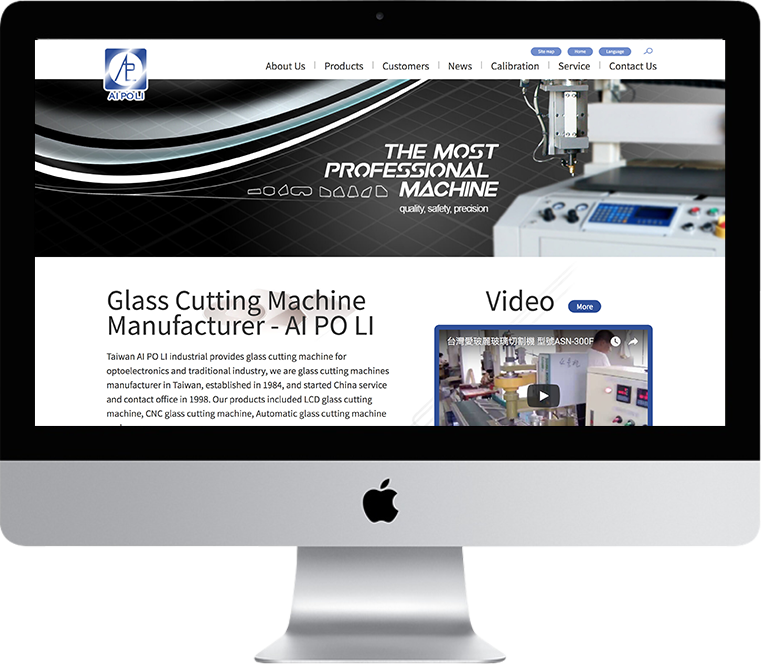 Site map
Home
Language
About Us
Products
Customers
News
Calibration
Service
Contact Us
AI PO LI
THE MOST
PROFESSIONAL
MACHINE
quality, safety, precision
Glass Cutting Machine
Manufacturer - AI PO LI
Taiwan AI PO LI industrial provides glass cutting machine for
optoelectronics and traditional industry, we are glass cutting machines
manufacturer in Taiwan, established in 1984, and started China service
and contact office in 1998. Our products included LCD glass cutting
machine, CNC glass cutting machine, Automatic glass cutting machine
Video
More
台灣愛玻麗玻璃切割機 型號ASN-300F